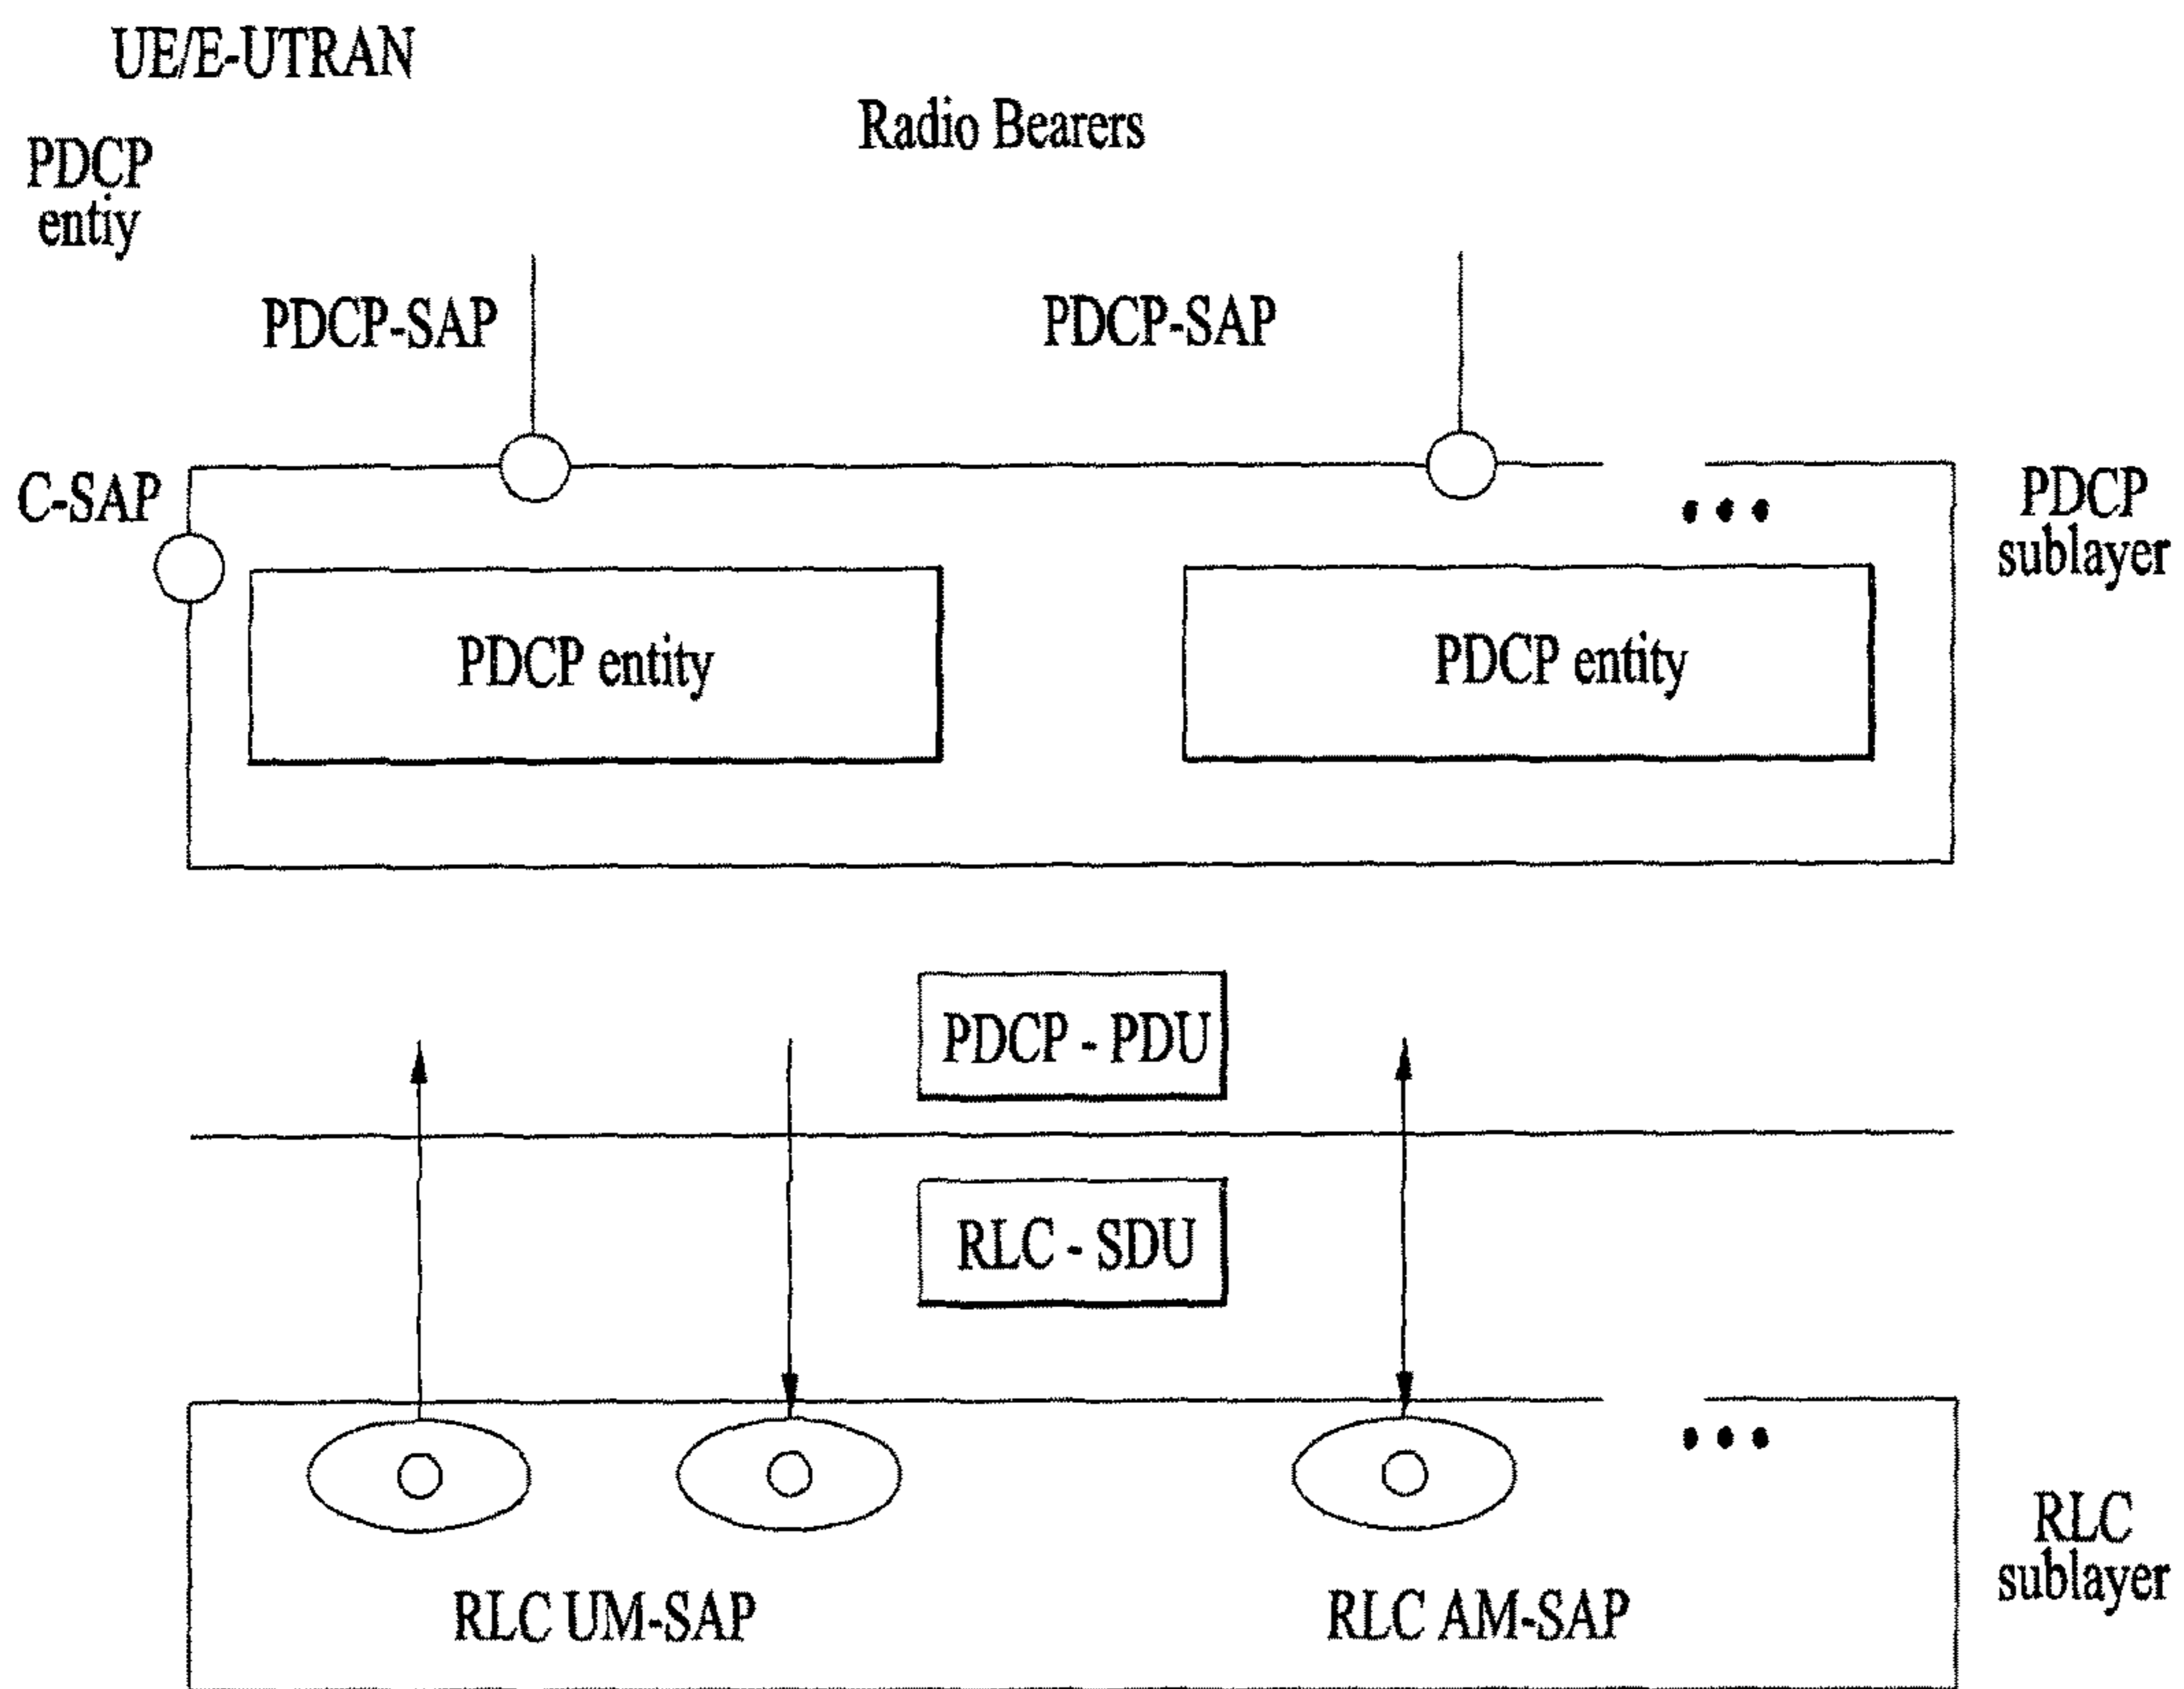 UE/E-UTRAN
Radio Bearers
PDCP
entiy
PDCP-SAP
PDCP-SAP
C-SAP
PDCP
sublayer
PDCP entity
PDCP entity
PDCP - PDU
RLC - SDU
RLC UM-SAP
RLC AM-SAP
RLC
sublayer